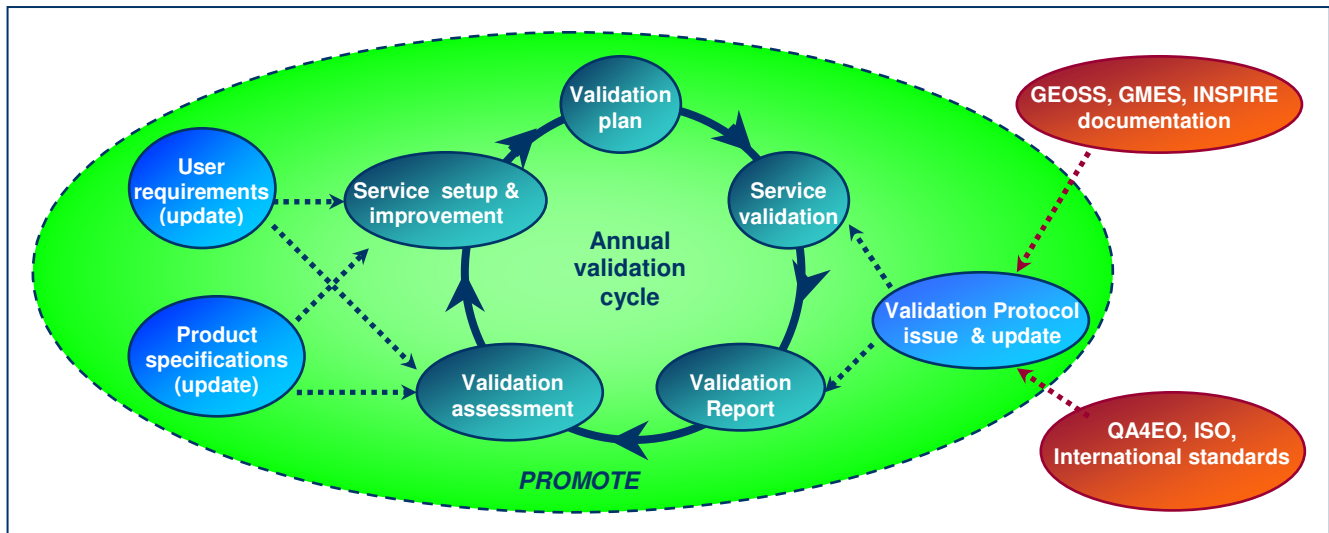 Validation
plan
GEOSS, GMES, INSPIRE
documentation
User
requirements
(update)
Service setup &
improvement
Service
validation
Annual
validation
cycle
Validation Protocol
issue & update
Product
specifications
(update)
Validation
assessment
Validation
Report
QA4EO, ISO,
International standards
PROMOTE